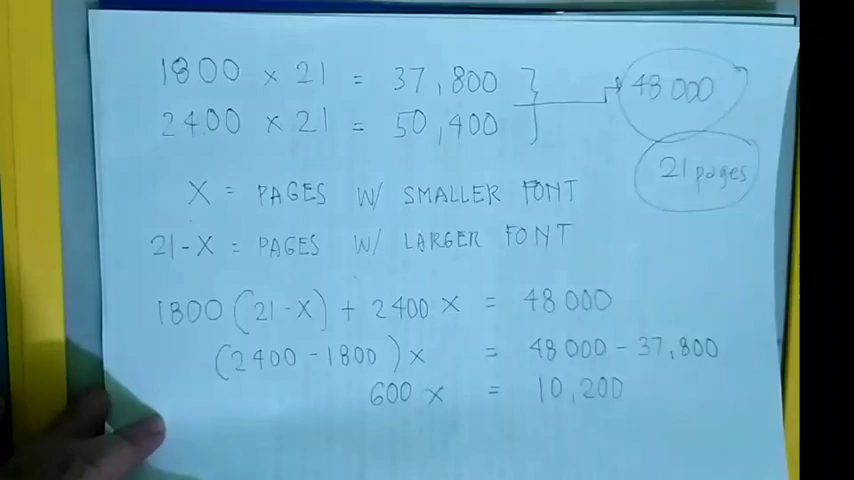 1800 x 21 = 37,800
48 000
2400 x 21 = 50,400
21 pages
X = PAGES W/ SMALLER FONT
21-X = PAGES W/ LARGER FONT
1800 (21-X) + 2400 X = 48 000
(2400 - 1800) X = 48 000 - 37,800
600 X = 10,200